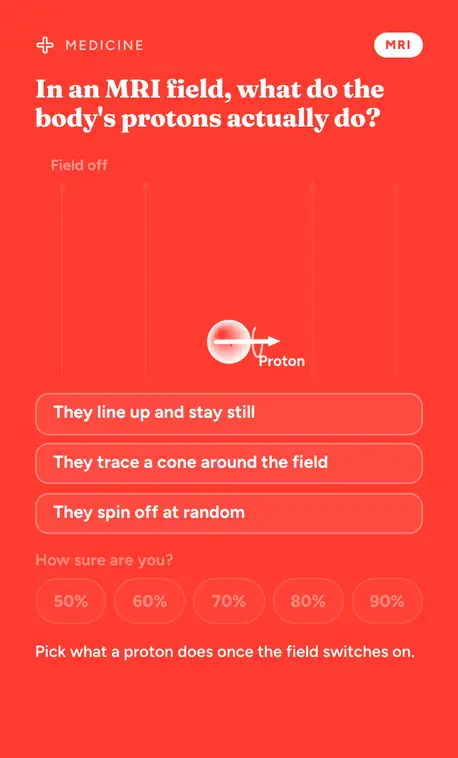 MEDICINE
MRI
In an MRI field, what do the
body's protons actually do?
Field off
Proton
They line up and stay still
They trace a cone around the field
They spin off at random
How sure are you?
50% 60% 70% 80% 90%
Pick what a proton does once the field switches on.